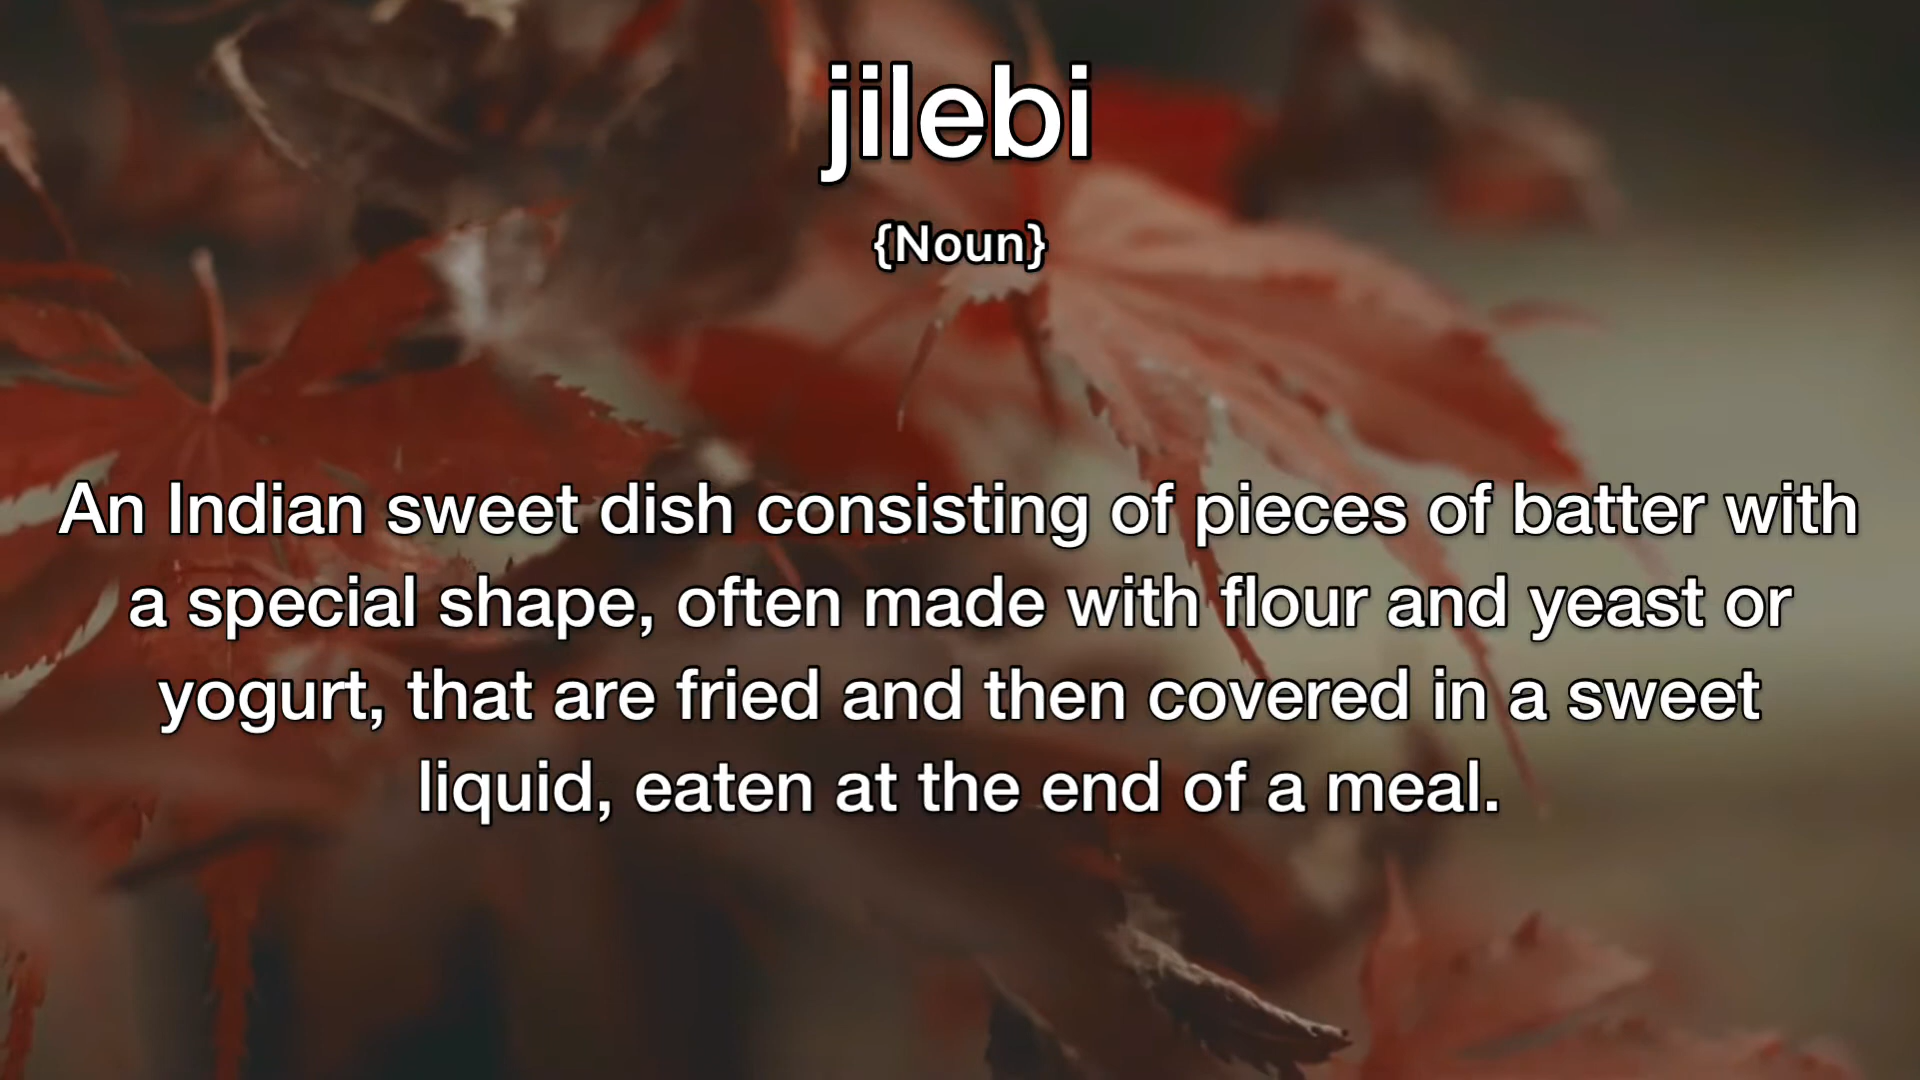 jilebi
{Noun}
An Indian sweet dish consisting of pieces of batter with
a special shape, often made with flour and yeast or
yogurt, that are fried and then covered in a sweet
liquid, eaten at the end of a meal.